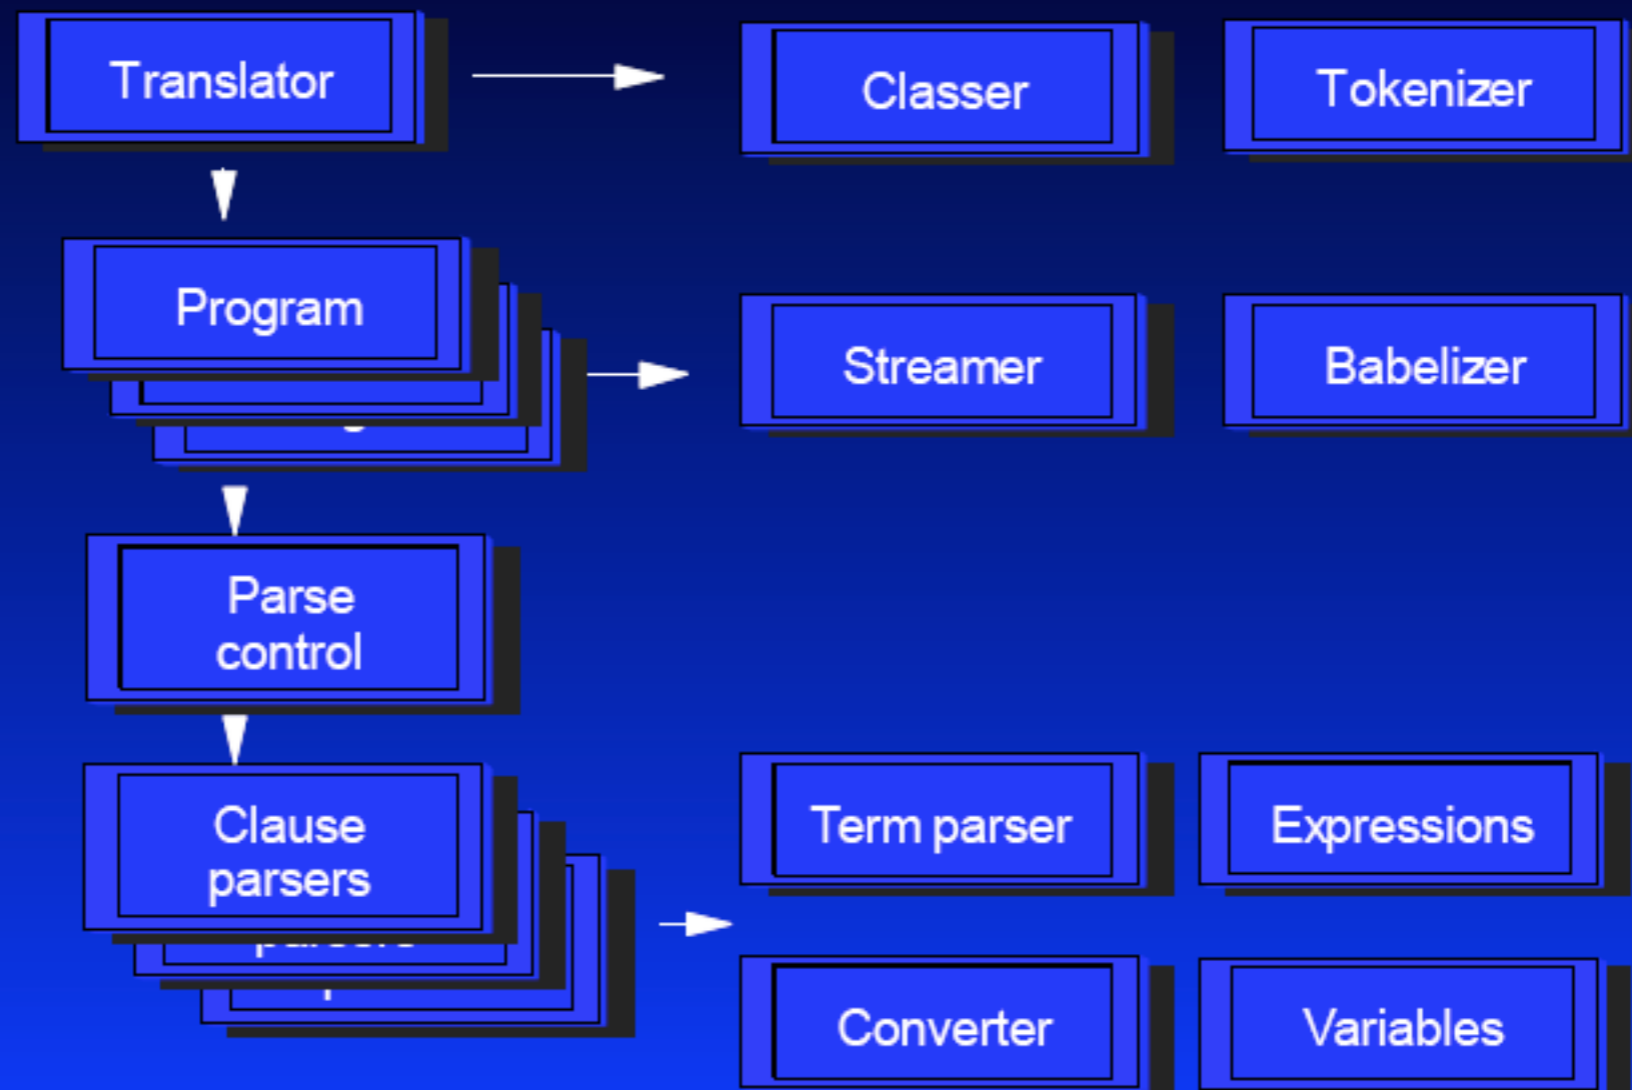 Translator
Classer
Tokenizer
Program
Streamer
Babelizer
Parse
control
Clause
parsers
Term parser
Expressions
Converter
Variables